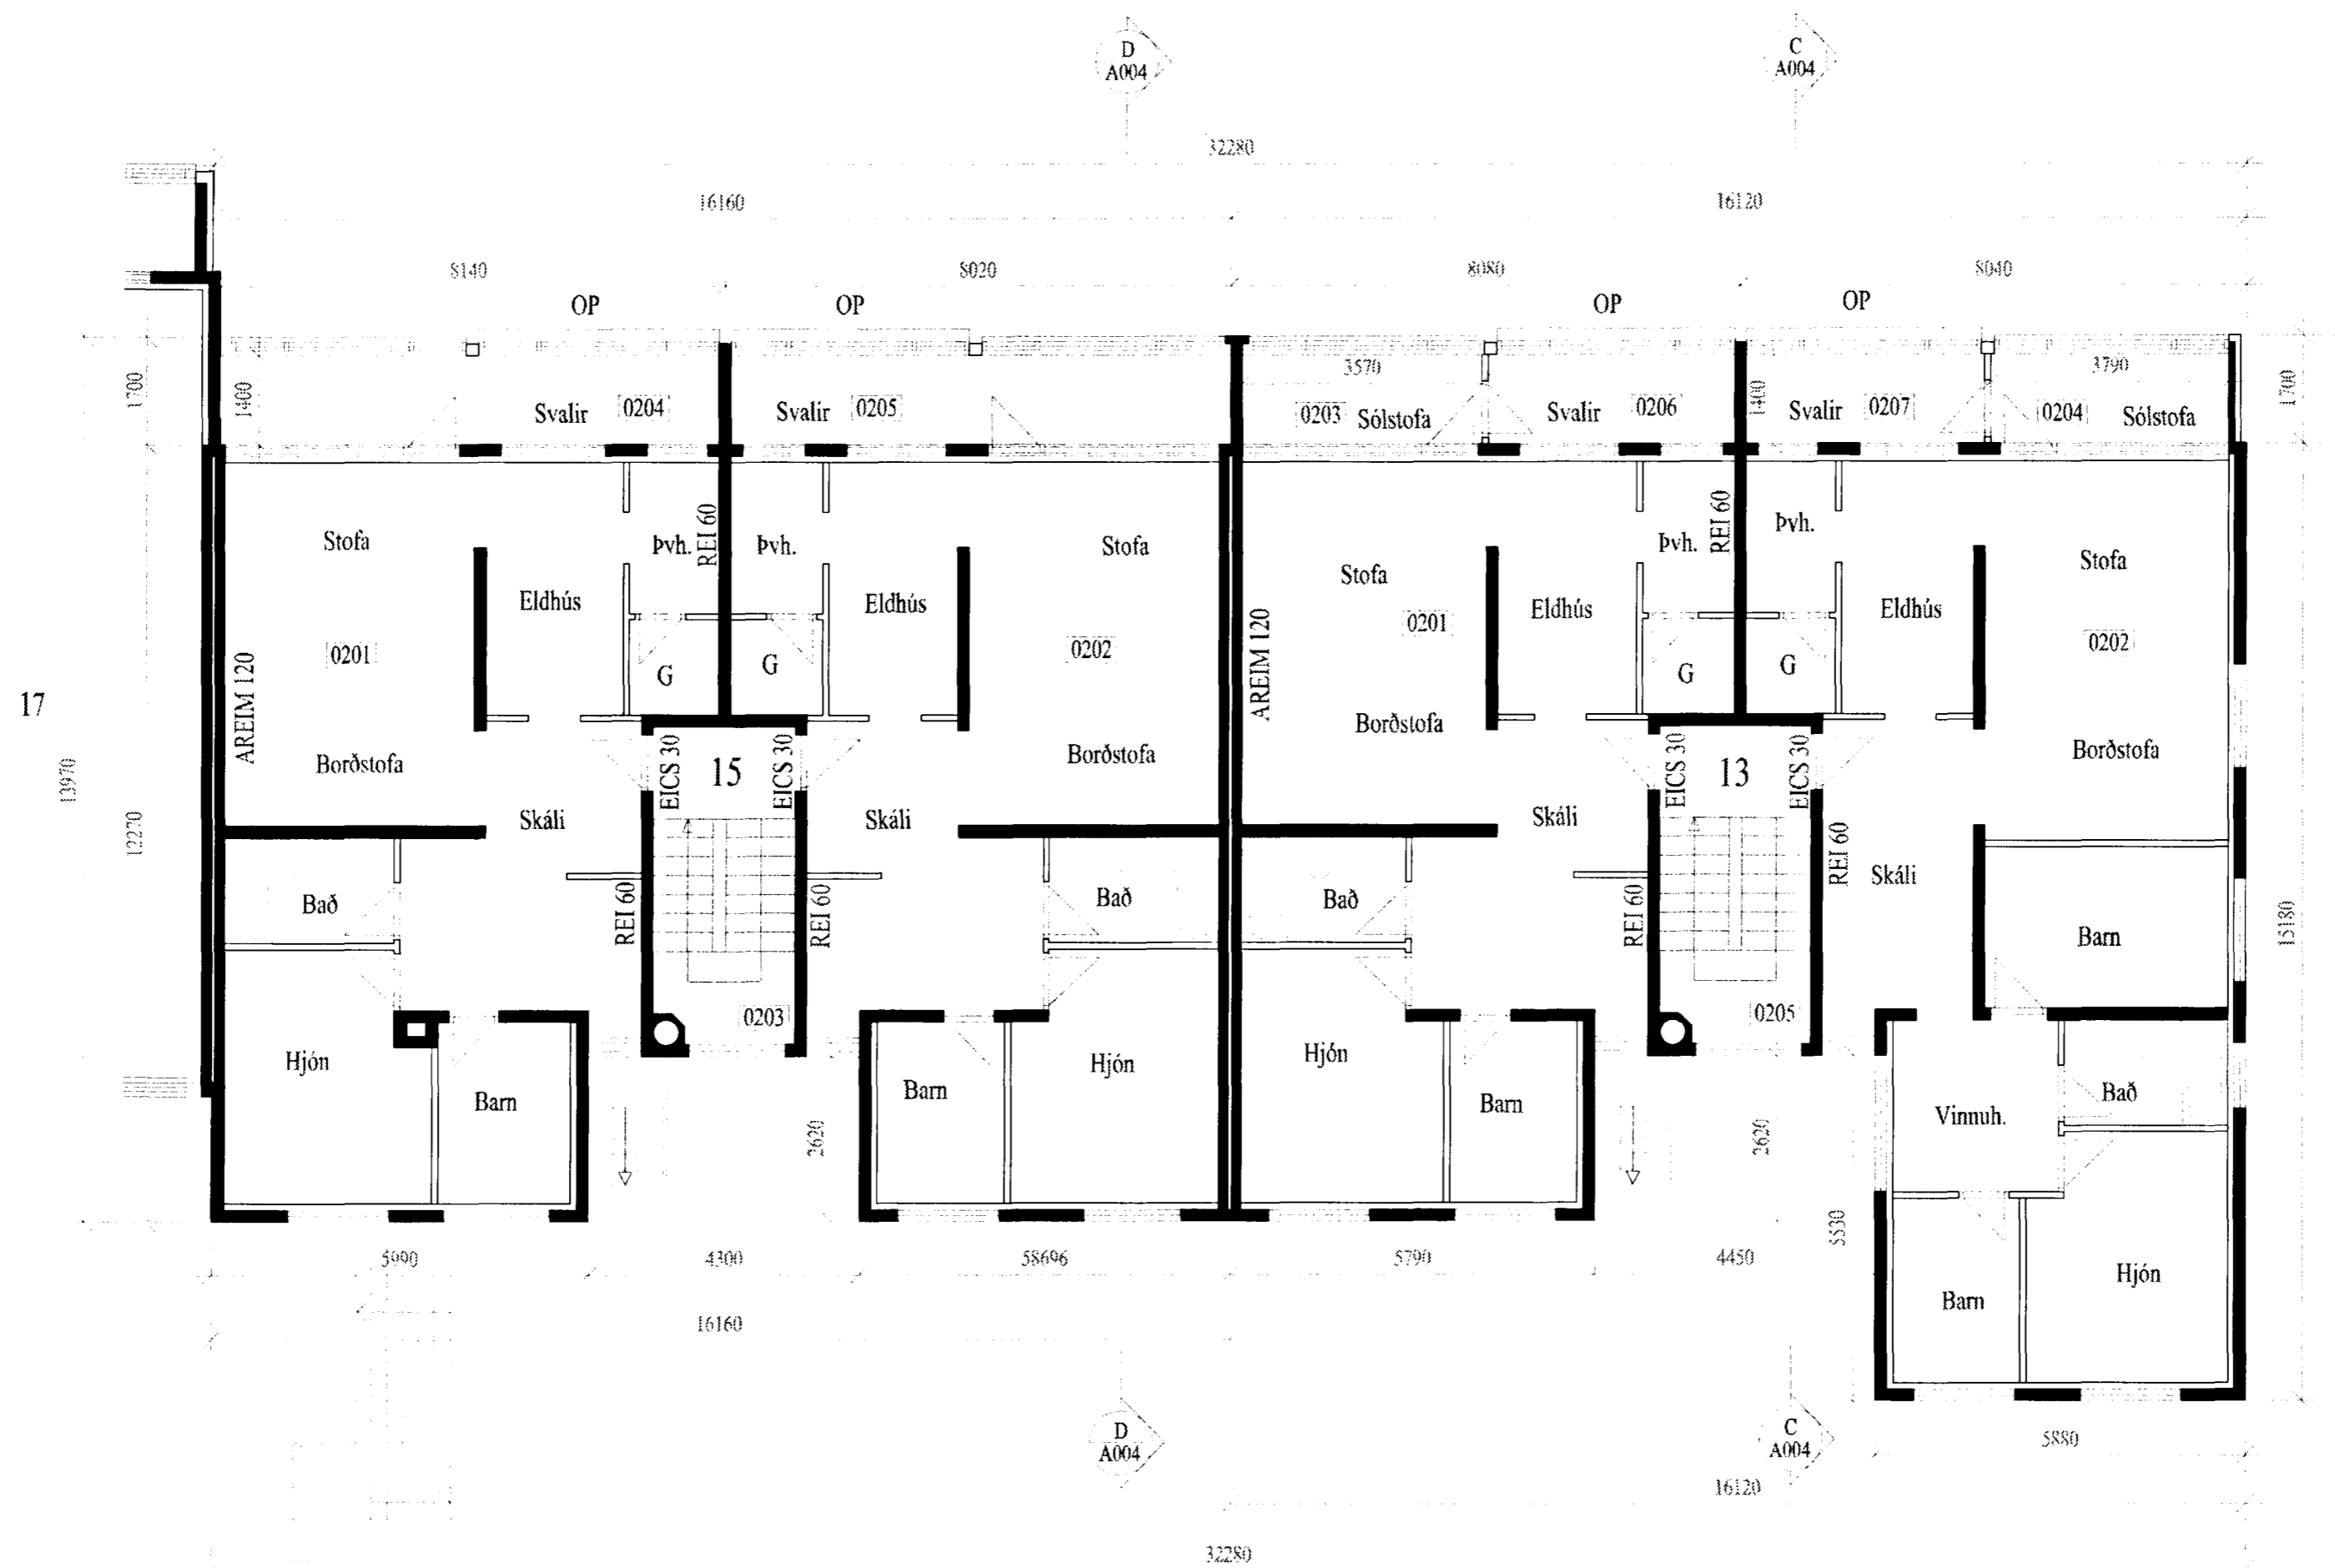 D
A004
C
A004
32280
16160
16120
8140
8020
8080
8040
OP
OP
OP
OP
1700
1400
Svalir
0204
Svalir
0205
3570
0203
Sólstofa
Svalir
0206
1400
Svalir
0207
3790
0204
Sólstofa
1700
Stofa
Þvh.
REI 60
Þvh.
Stofa
Stofa
Þvh.
REI 60
Þvh.
Stofa
Eldhús
Eldhús
Eldhús
Eldhús
0201
0202
0201
0202
G
G
G
G
17
AREIM 120
AREIM 120
Borðstofa
Borðstofa
Borðstofa
Borðstofa
EICS 30
15
EICS 30
EICS 30
13
EICS 30
13970
12270
Skáli
Skáli
Skáli
Skáli
REI 60
REI 60
REI 60
REI 60
Bað
Bað
Bað
Barn
15180
0203
0205
Hjón
Barn
Barn
Hjón
Hjón
Barn
Vinnuh.
Bað
2620
2620
5530
5990
4300
58696
5790
4450
Barn
Hjón
16160
D
A004
C
A004
5880
16120
32280